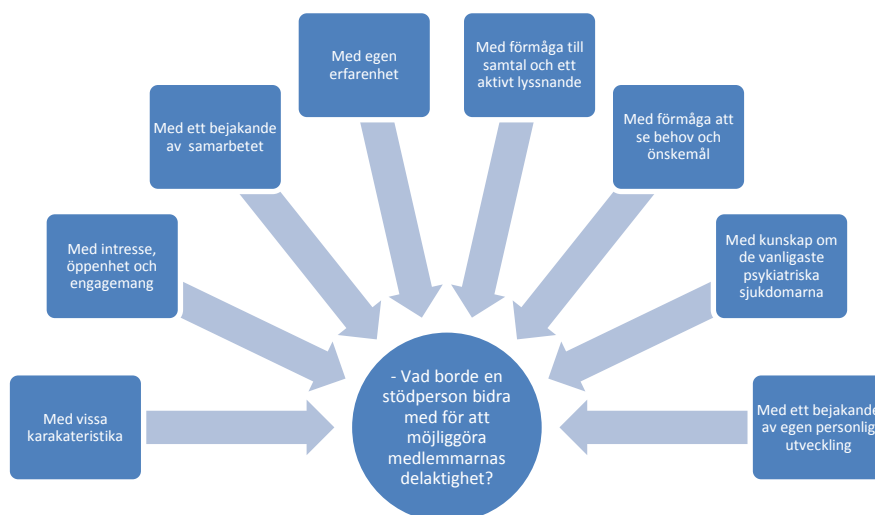 Med förmåga till
samtal och ett
aktivt lyssnande
Med egen
erfarenhet
Med förmåga att
se behov och
önskemål
Med ett bejakande
av samarbetet
Med kunskap om
de vanligaste
psykiatriska
sjukdomarna
Med intresse,
öppenhet och
engagemang
- Vad borde en
stödperson bidra
med för att
möjliggöra
medlemmarnas
delaktighet?
Med vissa
karakateristika
Med ett bejakande
av egen personlig
utveckling